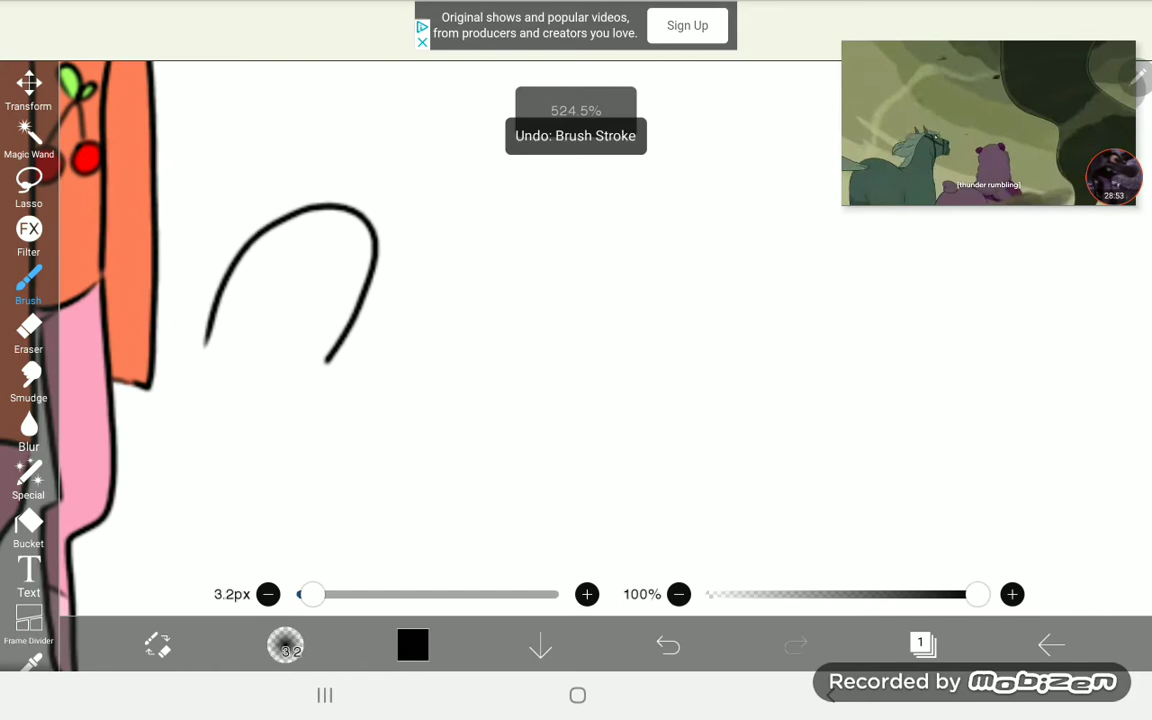 Original shows and popular videos,
from producers and creators you love.
Sign Up
524.5%
Undo: Brush Stroke
[thunder rumbling]
28:53
Transform
Magic Wand
Lasso
FX
Filter
Brush
Eraser
Smudge
Blur
Special
Bucket
T
Text
Frame Divider
3.2px
100%
3.2
1
Recorded by mobizen